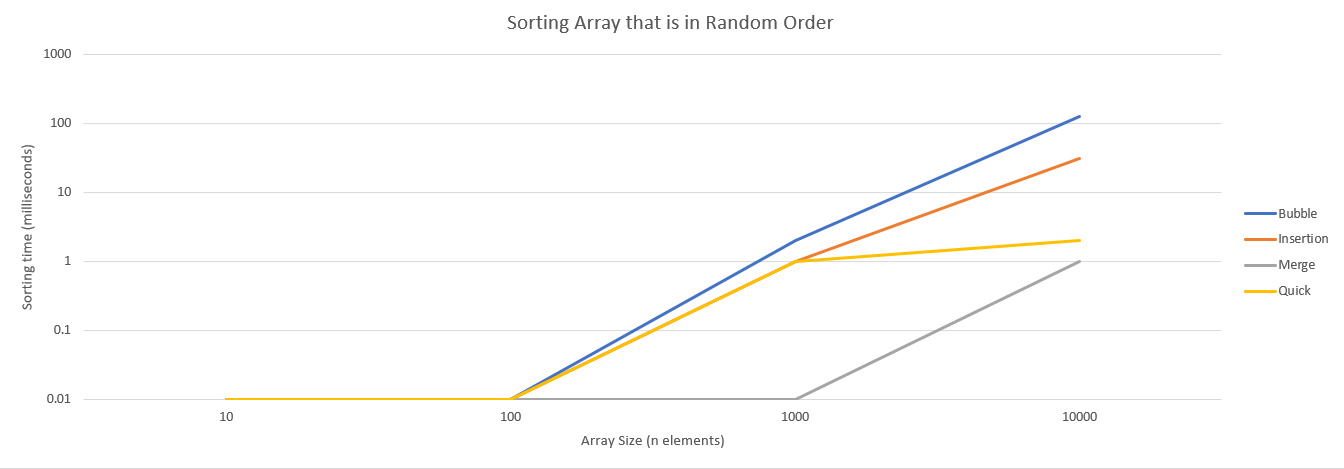 Sorting Array that is in Random Order
1000
100
10
1
0.1
0.01
Sorting time (milliseconds)
10
100
1000
10000
Array Size (n elements)
Bubble
Insertion
Merge
Quick